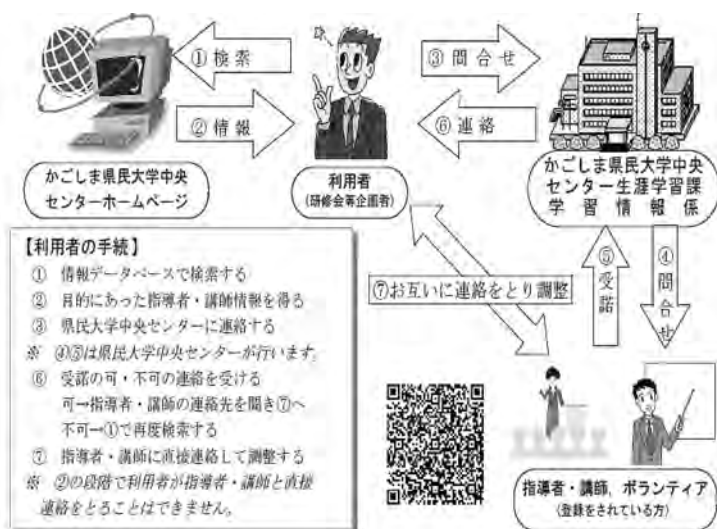 ①検索
②情報
③問合せ
⑥連絡
かごしま県民大学中央
センターホームページ
利用者
(研修会等企画者)
かごしま県民大学中央
センター生涯学習課
学習情報係
⑤受諾
④問合せ
⑦お互いに連絡をとり調整
【利用者の手続】
① 情報データベースで検索する
② 目的にあった指導者・講師情報を得る
③ 県民大学中央センターに連絡する
※ ④⑤は県民大学中央センターが行います。
⑥ 受諾の可・不可の連絡を受ける
可→指導者・講師の連絡先を聞き⑦へ
不可→①で再度検索する
⑦ 指導者・講師に直接連絡して調整する
※ ②の段階で利用者が指導者・講師と直接
連絡をとることはできません。
指導者・講師，ボランティア
(登録をされている方)